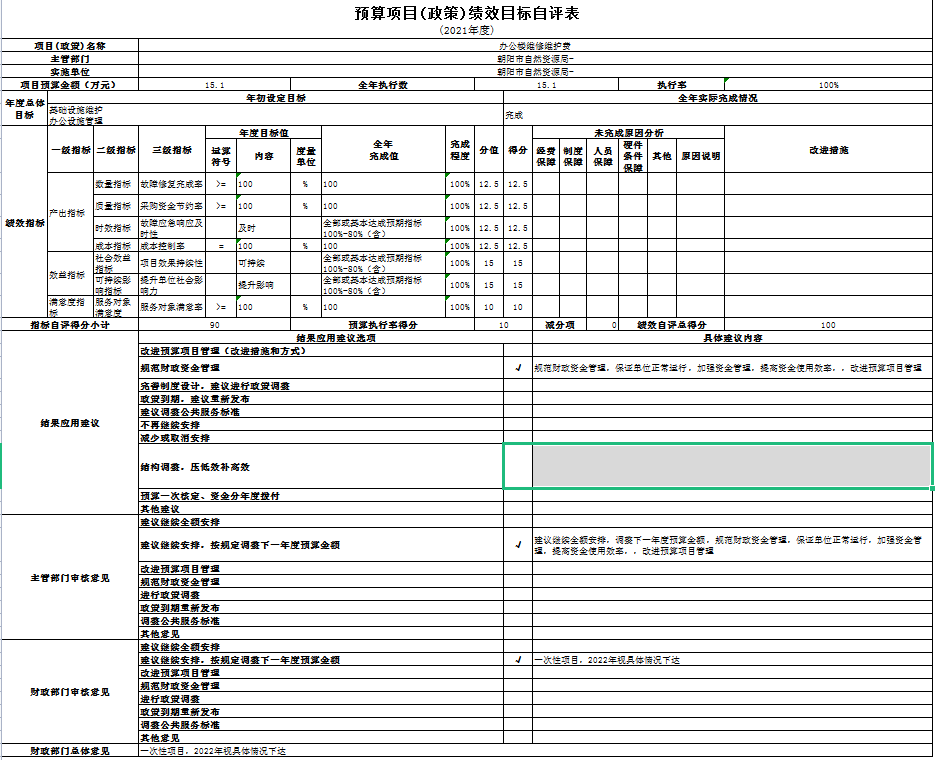 预算项目(政策)绩效目标自评表
(2021年度)
项目(政策)名称 办公楼维修维护费
主管部门 朝阳市自然资源局-
实施单位 朝阳市自然资源局-
项目预算金额（万元） 15.1 全年执行数 15.1 执行率 100%
年度总体目标 年初设定目标 全年实际完成情况
基础设施维护
办公设施管理
完成
绩效指标 一级指标 二级指标 三级指标 年度目标值 全年完成值 完成程度 分值 得分 未完成原因分析 改进措施
运算符号 内容 度量单位 经费保障 制度保障 人员保障 硬件条件保障 其他 原因说明
产出指标 数量指标 故障修复完成率 >= 100 % 100 100% 12.5 12.5
质量指标 采购资金节约率 >= 100 % 100 100% 12.5 12.5
时效指标 故障应急响应及时性 及时 全部或基本达成预期指标100%-80%（含） 100% 12.5 12.5
成本指标 成本控制率 = 100 % 100 100% 12.5 12.5
效益指标 社会效益指标 项目效果持续性 可持续 全部或基本达成预期指标100%-80%（含） 100% 15 15
可持续影响指标 提升单位社会影响力 提升影响 全部或基本达成预期指标100%-80%（含） 100% 15 15
满意度指标 服务对象满意度 服务对象满意率 >= 100 % 100 100% 10 10
指标自评得分小计 90 预算执行率得分 10 减分项 0 绩效自评总得分 100
结果应用建议 结果应用建议选项 具体建议内容
改进预算项目管理（改进措施和方式）
规范财政资金管理 √ 规范财政资金管理，保证单位正常运行，加强资金管理，提高资金使用效率，，改进预算项目管理
完善制度设计，建议进行政策调整
政策到期，建议重新发布
建议调整公共服务标准
不再继续安排
减少或取消安排
结构调整，压低效补高效
预算一次核定、资金分年度拨付
其他建议
主管部门审核意见 建议继续全额安排
建议继续安排，按规定调整下一年度预算金额 √ 建议继续全额安排，调整下一年度预算金额，规范财政资金管理，保证单位正常运行，加强资金管理，提高资金使用效率，，改进预算项目管理
改进预算项目管理
规范财政资金管理
进行政策调整
政策到期重新发布
调整公共服务标准
其他意见
财政部门审核意见 建议继续全额安排
建议继续安排，按规定调整下一年度预算金额 √ 一次性项目，2022年视具体情况下达
改进预算项目管理
规范财政资金管理
进行政策调整
政策到期重新发布
调整公共服务标准
其他意见
财政部门总体意见 一次性项目，2022年视具体情况下达